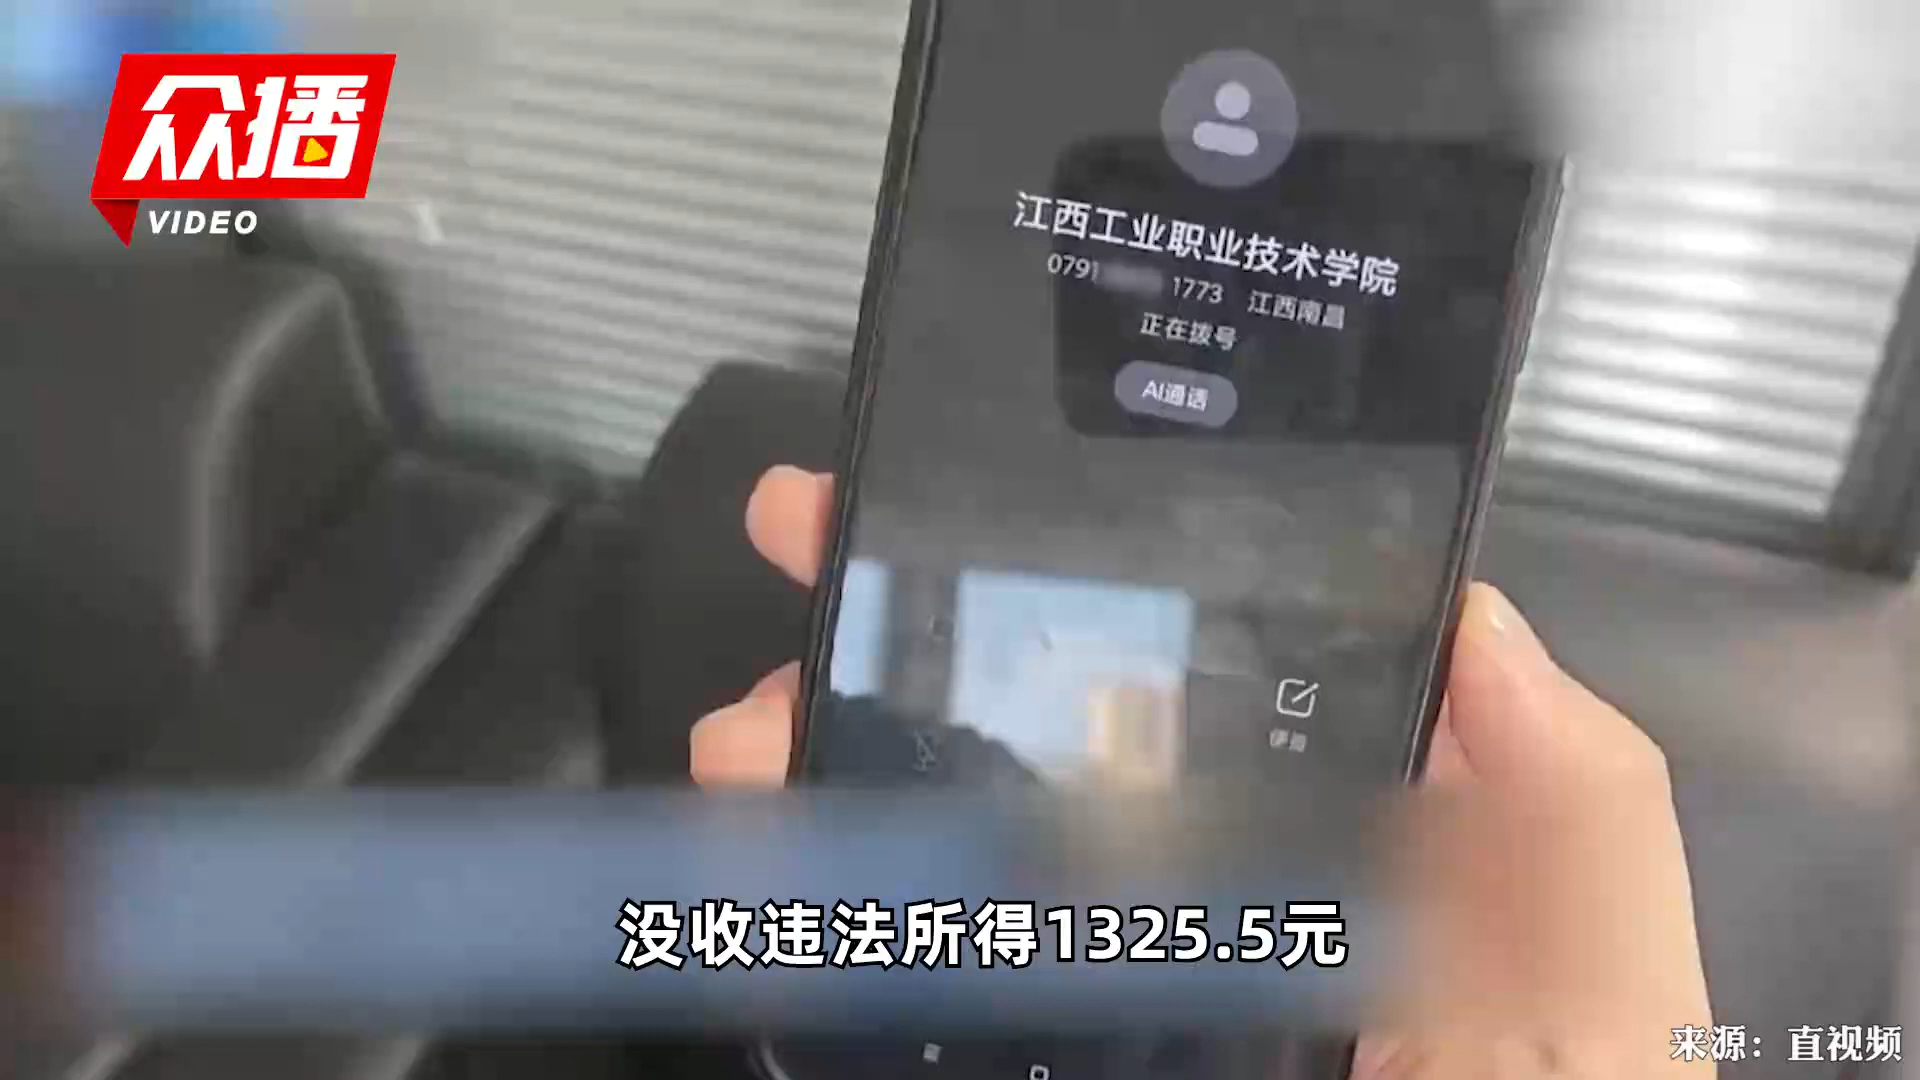 众播
VIDEO
江西工业职业技术学院
0791 1773 江西南昌
正在拨号
AI通话
没收违法所得1325.5元
来源：直视频